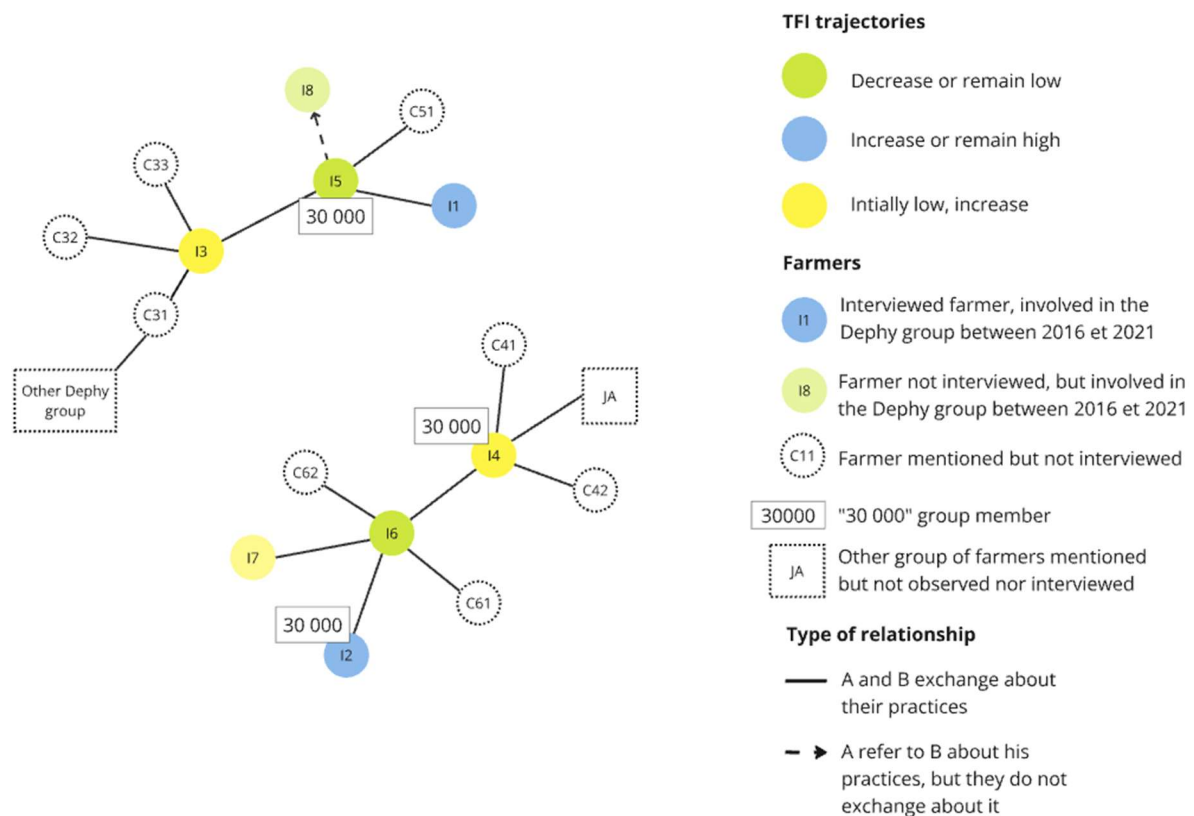 TFI trajectories
Decrease or remain low
Increase or remain high
Intially low, increase
Farmers
I1
Interviewed farmer, involved in the
Dephy group between 2016 et 2021
I8
Farmer not interviewed, but involved in
the Dephy group between 2016 et 2021
C11
Farmer mentioned but not interviewed
30000
"30 000" group member
JA
Other group of farmers mentioned
but not observed nor interviewed
Type of relationship
A and B exchange about
their practices
A refer to B about his
practices, but they do not
exchange about it
I8
C51
C33
I5
I1
30 000
C32
I3
C31
Other Dephy
group
C41
JA
30 000
I4
C62
C42
I6
I7
C61
30 000
I2